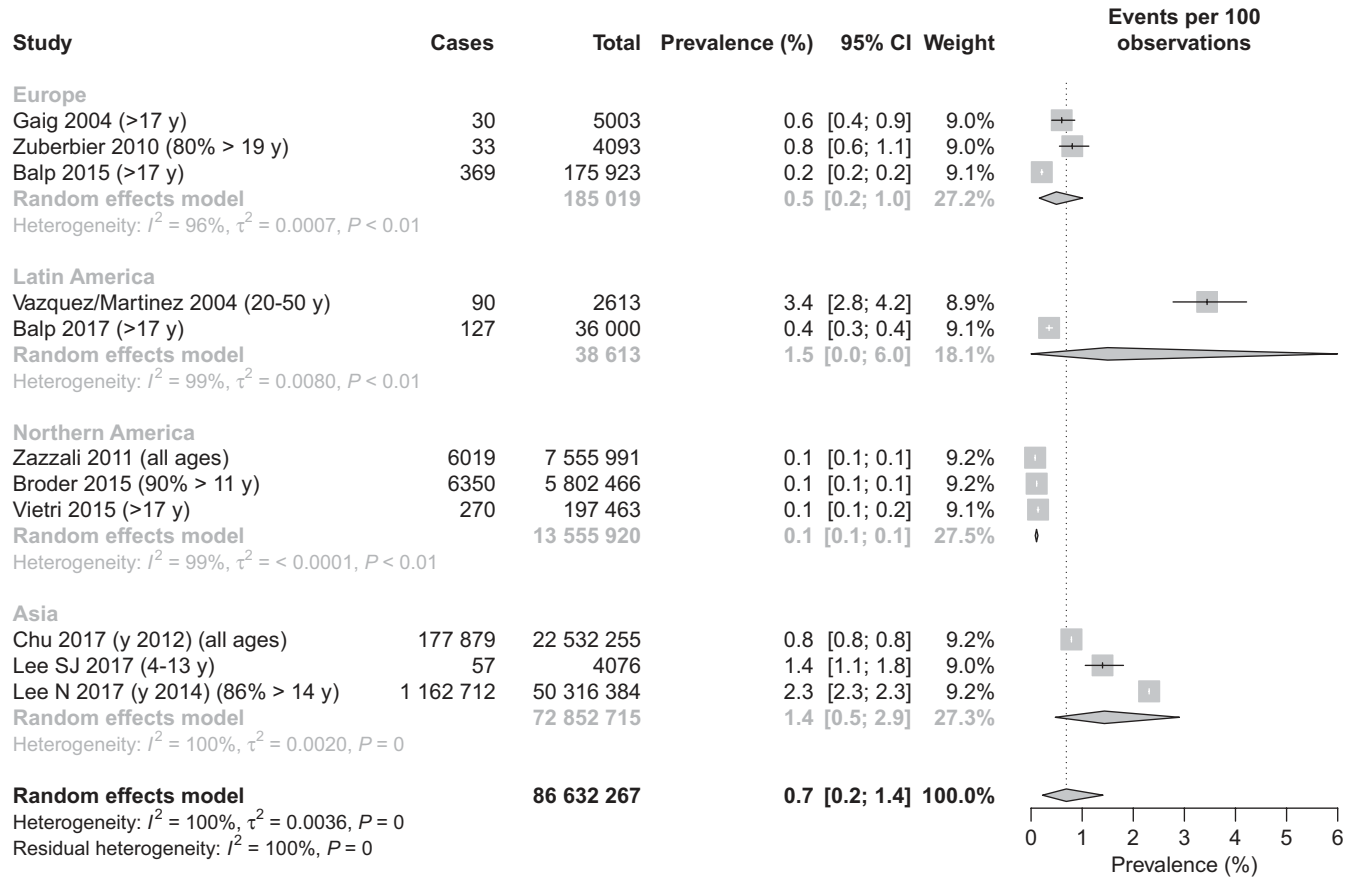 Events per 100
Study Cases Total Prevalence (%) 95% CI Weight observations
Europe
Gaig 2004 (>17 y) 30 5003 0.6 [0.4; 0.9] 9.0%
Zuberbier 2010 (80% > 19 y) 33 4093 0.8 [0.6; 1.1] 9.0%
Balp 2015 (>17 y) 369 175 923 0.2 [0.2; 0.2] 9.1%
Random effects model 185 019 0.5 [0.2; 1.0] 27.2%
Heterogeneity: I² = 96%, τ² = 0.0007, P < 0.01
Latin America
Vazquez/Martinez 2004 (20-50 y) 90 2613 3.4 [2.8; 4.2] 8.9%
Balp 2017 (>17 y) 127 36 000 0.4 [0.3; 0.4] 9.1%
Random effects model 38 613 1.5 [0.0; 6.0] 18.1%
Heterogeneity: I² = 99%, τ² = 0.0080, P < 0.01
Northern America
Zazzali 2011 (all ages) 6019 7 555 991 0.1 [0.1; 0.1] 9.2%
Broder 2015 (90% > 11 y) 6350 5 802 466 0.1 [0.1; 0.1] 9.2%
Vietri 2015 (>17 y) 270 197 463 0.1 [0.1; 0.2] 9.1%
Random effects model 13 555 920 0.1 [0.1; 0.1] 27.5%
Heterogeneity: I² = 99%, τ² = < 0.0001, P < 0.01
Asia
Chu 2017 (y 2012) (all ages) 177 879 22 532 255 0.8 [0.8; 0.8] 9.2%
Lee SJ 2017 (4-13 y) 57 4076 1.4 [1.1; 1.8] 9.0%
Lee N 2017 (y 2014) (86% > 14 y) 1 162 712 50 316 384 2.3 [2.3; 2.3] 9.2%
Random effects model 72 852 715 1.4 [0.5; 2.9] 27.3%
Heterogeneity: I² = 100%, τ² = 0.0020, P = 0
Random effects model 86 632 267 0.7 [0.2; 1.4] 100.0%
Heterogeneity: I² = 100%, τ² = 0.0036, P = 0
Residual heterogeneity: I² = 100%, P = 0
0 1 2 3 4 5 6
Prevalence (%)